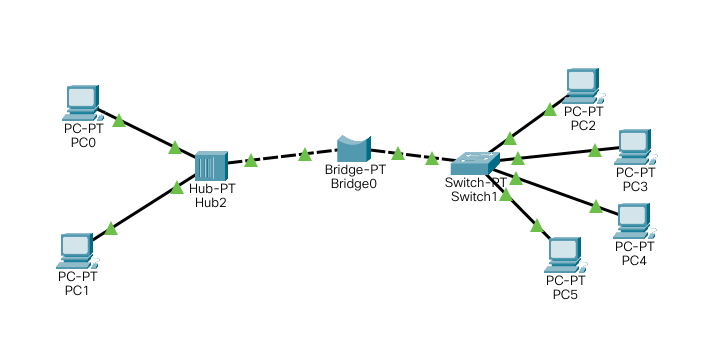 PC-PT
PC0
PC-PT
PC1
Hub-PT
Hub2
Bridge-PT
Bridge0
Switch-PT
Switch1
PC-PT
PC2
PC-PT
PC3
PC-PT
PC4
PC-PT
PC5